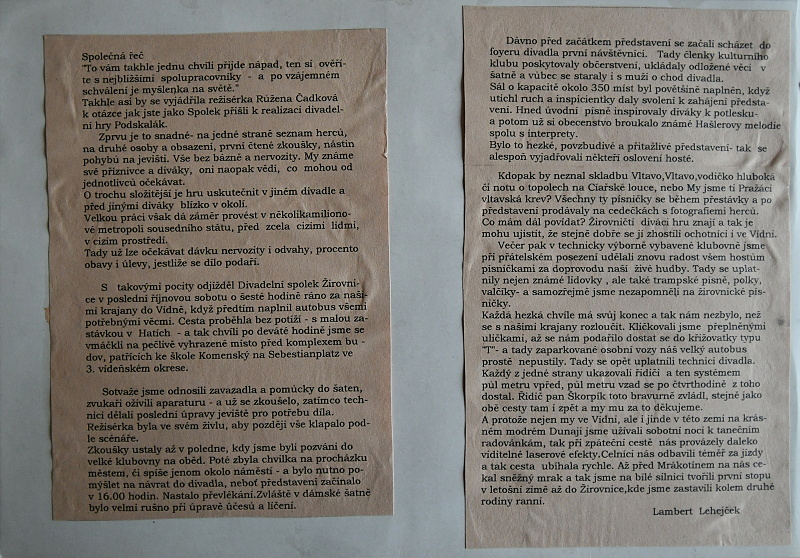 Společná řeč
"To vám takhle jednu chvíli přijde nápad, ten si ověří-
te s nejbližšími spolupracovníky - a po vzájemném
schválení je myšlenka na světě."
Takhle asi by se vyjádřila režisérka Růžena Čadková
k otázce jak jste jako Spolek přišli k realizaci divadel-
ní hry Podskalák.
Zprvu je to snadné- na jedné straně seznam herců,
na druhé osoby a obsazení, první čtené zkoušky, nástin
pohybů na jevišti. Vše bez bázně a nervozity. My známe
své příznivce a diváky, oni naopak vědí, co mohou od
jednotlivců očekávat.
O trochu složitější je hru uskutečnit v jiném divadle a
před jinými diváky blízko v okolí.
Velkou práci však dá záměr provést v několikamiliono-
vé metropoli sousedního státu, před zcela cizími lidmi,
v cizím prostředí.
Tady už lze očekávat dávku nervozity i odvahy, procento
obavy i úlevy, jestliže se dílo podaří.
S takovými pocity odjížděl Divadelní spolek Žirovni-
ce v poslední říjnovou sobotu o šesté hodině ráno za naši-
mi krajany do Vídně, když předtím naplnil autobus všemi
potřebnými věcmi. Cesta proběhla bez potíží - s malou za-
stávkou v Hatích - a tak chvíli po deváté hodině jsme se
vmáčkli na pečlivě vyhrazené místo před komplexem bu -
dov, patřících ke škole Komenský na Sebestianplatz ve
3. vídeňském okrese.
Sotvaže jsme odnosili zavazadla a pomůcky do šaten,
zvukaři oživili aparaturu - a už se zkoušelo, zatímco tech-
nici dělali poslední úpravy jeviště pro potřebu díla.
Režisérka byla ve svém živlu, aby později vše klapalo pod-
le scénáře.
Zkoušky ustaly až v poledne, kdy jsme byli pozváni do
velké klubovny na oběd. Poté zbyla chvilka na procházku
městem, či spíše jenom okolo náměstí - a bylo nutno po-
mýšlet na návrat do divadla, neboť představení začínalo
v 16.00 hodin. Nastalo převlékání.Zvláště v dámské šatně
bylo velmi rušno při úpravě účesů a líčení.
Dávno před začátkem představení se začali scházet do
foyeru divadla první návštěvníci. Tady členky kulturního
klubu poskytovaly občerstvení, ukládaly odložené věci v
šatně a vůbec se staraly i s muži o chod divadla.
Sál o kapacitě okolo 350 míst byl povětšině naplněn, když
utichl ruch a inspicientky daly svolení k zahájení předsta-
vení. Hned úvodní písně inspirovaly diváky k potlesku-
a potom už si obecenstvo broukalo známé Hašlerovy melodie
spolu s interprety.
Bylo to hezké, povzbudivé a přitažlivé představení- tak se
alespoň vyjadřovali někteří oslovení hosté.
Kdopak by neznal skladbu Vltavo,Vltavo,vodičko hluboká
či notu o topolech na Císařské louce, nebo My jsme ti Pražáci
vltavská krev? Všechny ty písničky se během přestávky a po
představení prodávaly na cedečkách s fotografiemi herců.
Co mám dál povídat? Žirovničtí diváci hru znají a tak je
mohu ujistit, že stejně dobře se jí zhostili ochotníci i ve Vídni.
Večer pak v technicky výborně vybavené klubovně jsme
při přátelském posezení udělali znovu radost všem hostům
písničkami za doprovodu naší živé hudby. Tady se uplat-
nily nejen známé lidovky , ale také trampské písně, polky,
valčíky- a samozřejmě jsme nezapomněli na žirovnické pís-
ničky.
Každá hezká chvíle má svůj konec a tak nám nezbylo, než
se s našimi krajany rozloučit. Kličkovali jsme přeplněnými
uličkami, až se nám podařilo dostat se do křižovatky typu
"T"- a tady zaparkované osobní vozy náš velký autobus
prostě nepustily. Tady se opět uplatnili technici divadla.
Každý z jedné strany ukazovali řidiči a ten systémem
půl metru vpřed, půl metru vzad se po čtvrthodině z toho
dostal. Řidič pan Škorpík toto bravurně zvládl, stejně jako
obě cesty tam i zpět a my mu za to děkujeme.
A protože nejen my ve Vídni, ale i jinde v této zemi na krás-
ném modrém Dunaji jsme užívali sobotní noci k tanečním
radovánkám, tak při zpáteční cestě nás provázely daleko
viditelné laserové efekty.Celníci nás odbavili téměř za jízdy
a tak cesta ubíhala rychle. Až před Mrákotínem na nás če-
kal sněžný mrak a tak jsme na bílé silnici tvořili první stopu
v letošní zimě až do Žirovnice,kde jsme zastavili kolem druhé
rodiny ranní.
Lambert Lehejček